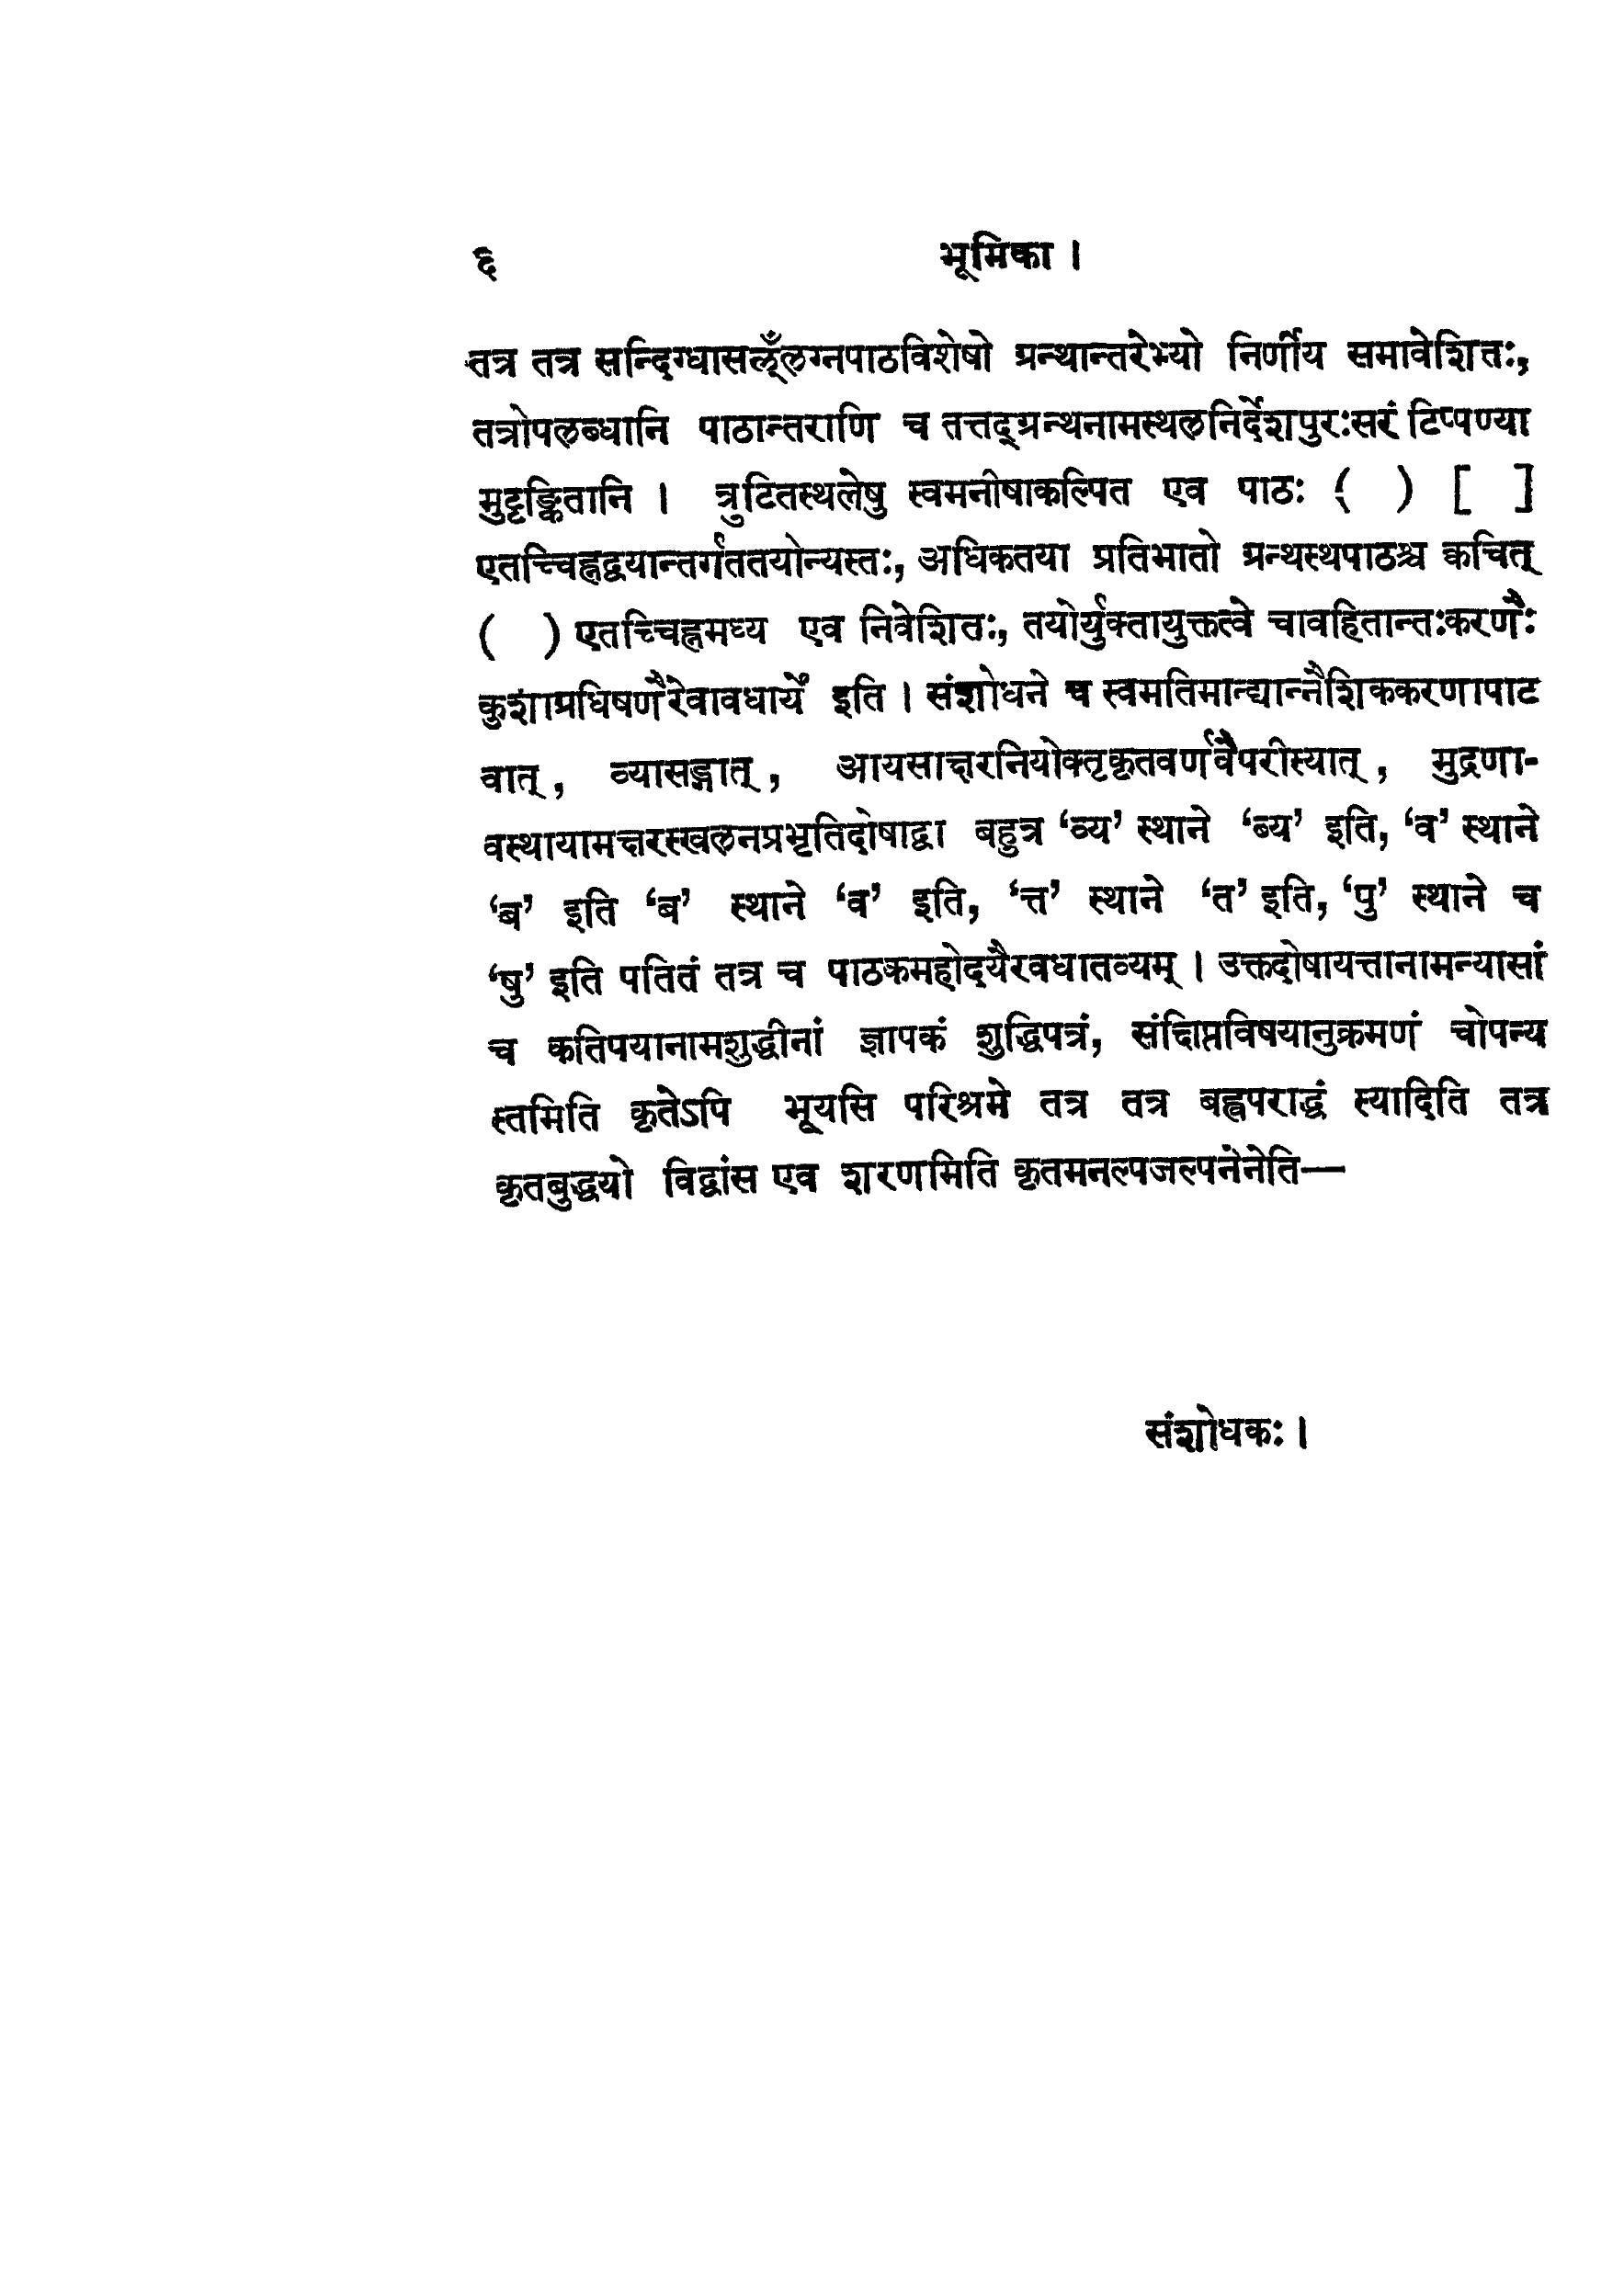 ६ भूमिका ।
तत्र तत्र सन्दिग्धासल्ँलग्नपाठविशेषो ग्रन्थान्तरेभ्यो निर्णीय समावेशितः,
तत्रोपलब्धानि पाठान्तराणि च तत्तद्ग्रन्थनामस्थलनिर्देशपुरःसरं टिप्पण्या
मुट्टङ्कितानि । त्रुटितस्थलेषु स्वमनीषाकल्पित एव पाठः ( ) [ ]
एतच्चिह्नद्वयान्तर्गततयोन्यस्तः, अधिकतया प्रतिभातो ग्रन्थस्थपाठश्च क्वचित्
( ) एतच्चिह्नमध्य एव निवेशितः, तयोर्युक्तायुक्तत्वे चावहितान्तःकरणैः
कुशाग्रधिषणैरेवावधार्ये इति । संशोधने च स्वमतिमान्द्यान्नैशिककरणापाट
वात्, व्यासङ्गात्, आयसाक्षरनियोक्तृकृतवर्णवैपरीस्यात्, मुद्रणा-
वस्थायामक्षरस्खलनप्रभृतिदोषाद्वा बहुत्र ‘व्य’ स्थाने ‘ब्य’ इति, ‘व’ स्थाने
‘ब’ इति ‘ब’ स्थाने ‘व’ इति, ‘त्त’ स्थाने ‘त’ इति, ‘पु’ स्थाने च
‘षु’ इति पतितं तत्र च पाठकमहोदयैरवधातव्यम् । उक्तदोषायत्तानामन्यासां
च कतिपयानामशुद्धीनां ज्ञापकं शुद्धिपत्रं, संक्षिप्तविषयानुक्रमणं चोपन्य
स्तमिति कृतेऽपि भूयसि परिश्रमे तत्र तत्र बह्वपराद्धं स्यादिति तत्र
कृतबुद्धयो विद्वांस एव शरणमिति कृतमनल्पजल्पनेनेति—
संशोधकः ।